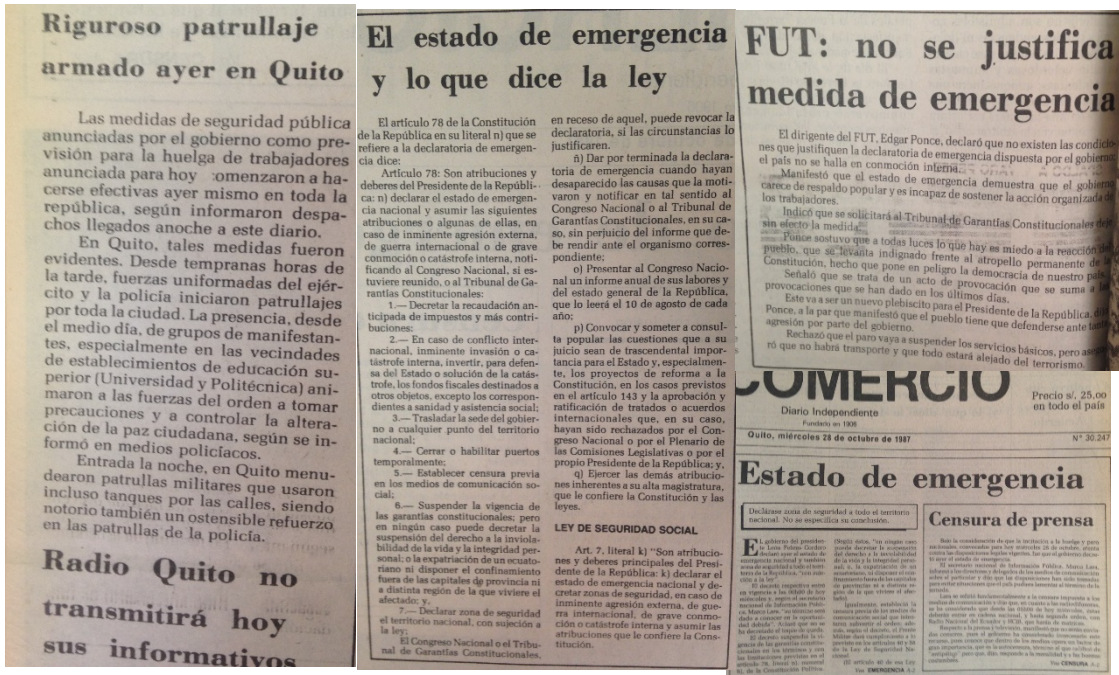 Riguroso patrullaje
armado ayer en Quito
Las medidas de seguridad pública
anunciadas por el gobierno como pre-
visión para la huelga de trabajadores
anunciada para hoy comenzaron a ha-
cerse efectivas ayer mismo en toda la
república, según informaron despa-
chos llegados anoche a este diario.
En Quito, tales medidas fueron
evidentes. Desde tempranas horas de
la tarde, fuerzas uniformadas del ejér-
cito y la policía iniciaron patrullajes
por toda la ciudad. La presencia, desde
el medio día, de grupos de manifestan-
tes, especialmente en las vecindades
de establecimientos de educación su-
perior (Universidad y Politécnica) ani-
maron a las fuerzas del orden a tomar
precauciones y a controlar la altera-
ción de la paz ciudadana, según se in-
formó en medios policíacos.
Entrada la noche, en Quito menu-
dearon patrullas militares que usaron
incluso tanques por las calles, siendo
notorio también un ostensible refuerzo
en las patrullas de la policía.
Radio Quito no
transmitirá hoy
sus informativos
El estado de emergencia
y lo que dice la ley
El artículo 78 de la Constitución
de la República en su literal n) que se
refiere a la declaratoria de emergen-
cia dice:
Artículo 78: Son atribuciones y
deberes del Presidente de la Repúbli-
ca: n) declarar el estado de emergen-
cia nacional y asumir las siguientes
atribuciones o algunas de ellas, en
caso de inminente agresión externa,
de guerra internacional o de grave
conmoción o catástrofe interna, noti-
ficando al Congreso Nacional, si es-
tuviere reunido, o al Tribunal de Ga-
rantías Constitucionales:
1.— Decretar la recaudación an-
ticipada de impuestos y más contri-
buciones;
2.— En caso de conflicto inter-
nacional, inminente invasión o ca-
tástrofe interna, invertir, para defen-
sa del Estado o solución de la catás-
trofe, los fondos fiscales destinados a
otros objetos, excepto los correspon-
dientes a sanidad y asistencia social;
3.— Trasladar la sede del gobier-
no a cualquier punto del territorio
nacional;
4.— Cerrar o habilitar puertos
temporalmente;
5.— Establecer censura previa
en los medios de comunicación so-
cial;
6.— Suspender la vigencia de
las garantías constitucionales; pero
en ningún caso puede decretar la
suspensión del derecho a la inviola-
bilidad de la vida y la integridad per-
sonal; o la expatriación de un ecuato-
riano ni disponer el confinamiento
fuera de las capitales de provincia ni
a distinta región de la que viviere el
afectado; y,
7.— Declarar zona de seguridad
el territorio nacional, con sujeción a
la ley;
El Congreso Nacional o el Tribu-
nal de Garantías Constitucionales,
en receso de aquel, puede revocar la
declaratoria, si las circunstancias lo
justificaren.
ñ) Dar por terminada la declara-
toria de emergencia cuando hayan
desaparecido las causas que la moti-
varon y notificar en tal sentido al
Congreso Nacional o al Tribunal de
Garantías Constitucionales, en su ca-
so, sin perjuicio del informe que de-
be rendir ante el organismo corres-
pondiente;
o) Presentar al Congreso Nacio-
nal un informe anual de sus labores y
del estado general de la República,
que lo leerá el 10 de agosto de cada
año;
p) Convocar y someter a consul-
ta popular las cuestiones que a su
juicio sean de trascendental impor-
tancia para el Estado y, especialmen-
te, los proyectos de reforma a la
Constitución, en los casos previstos
en el artículo 143 y la aprobación y
ratificación de tratados o acuerdos
internacionales que, en su caso,
hayan sido rechazados por el Con-
greso Nacional o por el Plenario de
las Comisiones Legislativas o por el
propio Presidente de la República; y,
q) Ejercer las demás atribucio-
nes inherentes a su alta magistratura,
que le confiere la Constitución y las
leyes.
LEY DE SEGURIDAD SOCIAL
Art. 7, literal k) "Son atribucio-
nes y deberes principales del Presi-
dente de la República: k) declarar el
estado de emergencia nacional y de-
cretar zonas de seguridad, en caso de
inminente agresión externa, de gue-
rra internacional, de grave conmo-
ción o catástrofe interna y asumir las
atribuciones que le confiere la Cons-
titución.
FUT: no se justifica
medida de emergencia
El dirigente del FUT, Edgar Ponce, declaró que no existen las condicio-
nes que justifiquen la declaratoria de emergencia dispuesta por el gobierno
el país no se halla en conmoción interna.
Manifestó que el estado de emergencia demuestra que el gobierno
carece de respaldo popular y es incapaz de sostener la acción organizada de
los trabajadores.
Indicó que se solicitará al Tribunal de Garantías Constitucionales
sin efecto la medida.
Ponce sostuvo que a todas luces lo que hay es miedo a la reacción del
pueblo, que se levanta indignado frente al atropello permanente de
Constitución, hecho que pone en peligro la democracia de nuestro país.
Señaló que se trata de un acto de provocación que se suma a las
provocaciones que se han dado en los últimos días.
Este va a ser un nuevo plebiscito para el Presidente de la República,
Ponce, a la par que manifestó que el pueblo tiene que defenderse ante
agresión por parte del gobierno.
Rechazó que el paro vaya a suspender los servicios básicos, pero asegu-
ró que no habrá transporte y que todo estará alejado del terrorismo.
COMERCIO
Diario Independiente
Fundado en 1906
Precio s/. 25,00
en todo el país
Quito, miércoles 28 de octubre de 1987
N° 30.247
Estado de emergencia
Declárase zona de seguridad a todo el territorio
nacional. No se especifica su conclusión.
Censura de prensa
Vea EMERGENCIA A-2
Vea CENSURA A-2